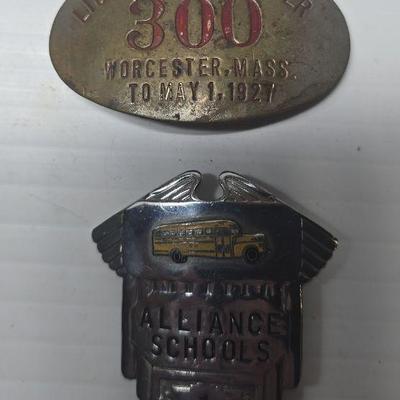 300
WORCESTER, MASS.
TO MAY 1, 1927
ALLIANCE
SCHOOLS